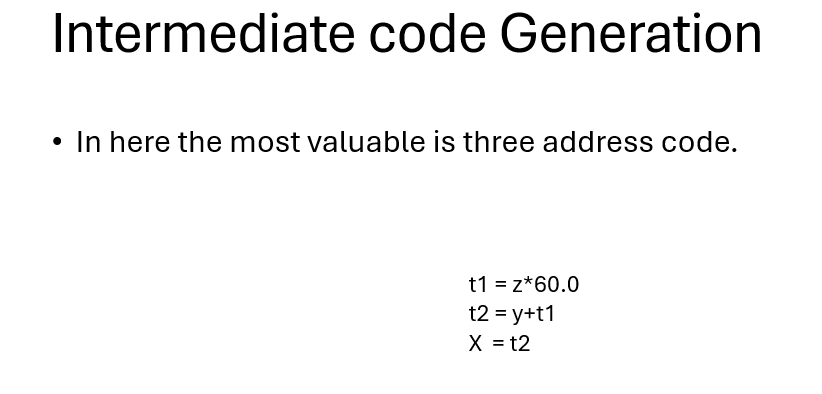 Intermediate code Generation
• In here the most valuable is three address code.
t1 = z*60.0
t2 = y+t1
X = t2